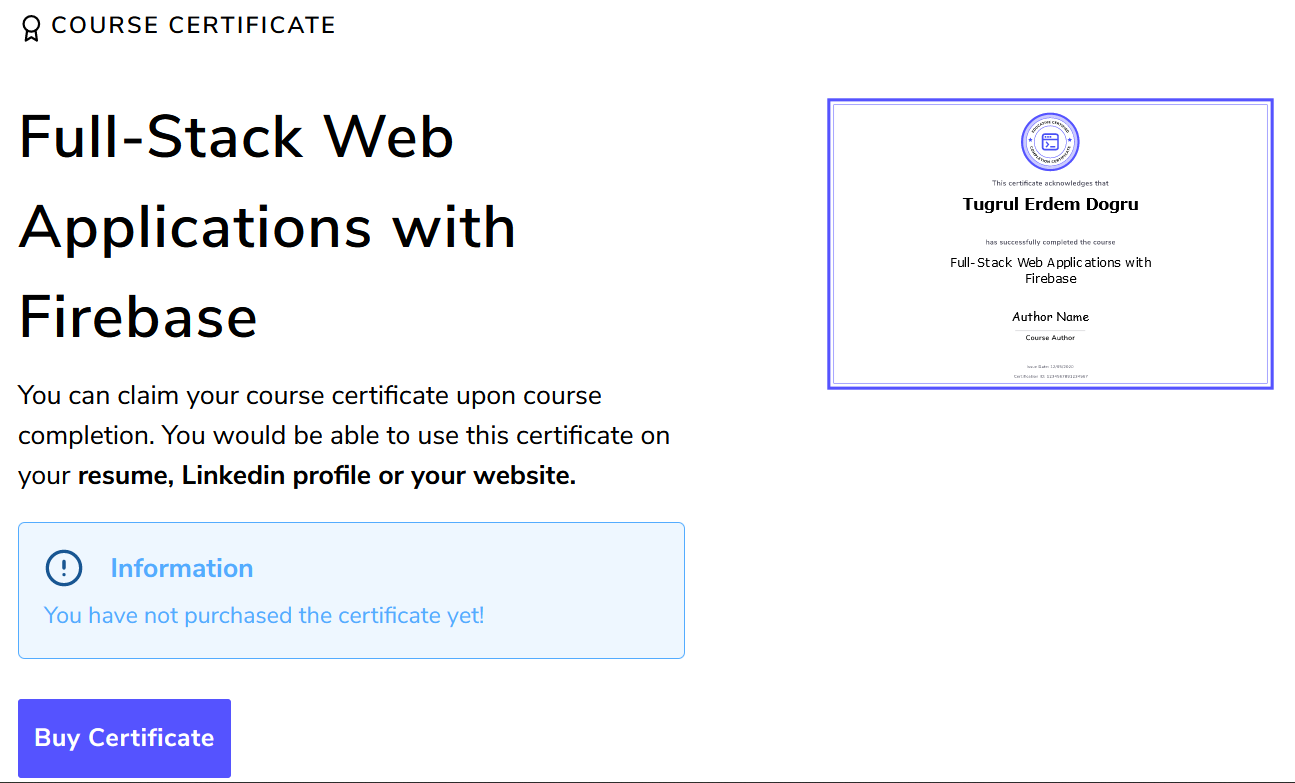 COURSE CERTIFICATE
Full-Stack Web
Applications with
Firebase
You can claim your course certificate upon course
completion. You would be able to use this certificate on
your resume, Linkedin profile or your website.
Information
You have not purchased the certificate yet!
Buy Certificate
COMPLETION CERTIFICATE
This certificate acknowledges that
Tugrul Erdem Dogru
has successfully completed the course
Full-Stack Web Applications with
Firebase
Author Name
Course Author